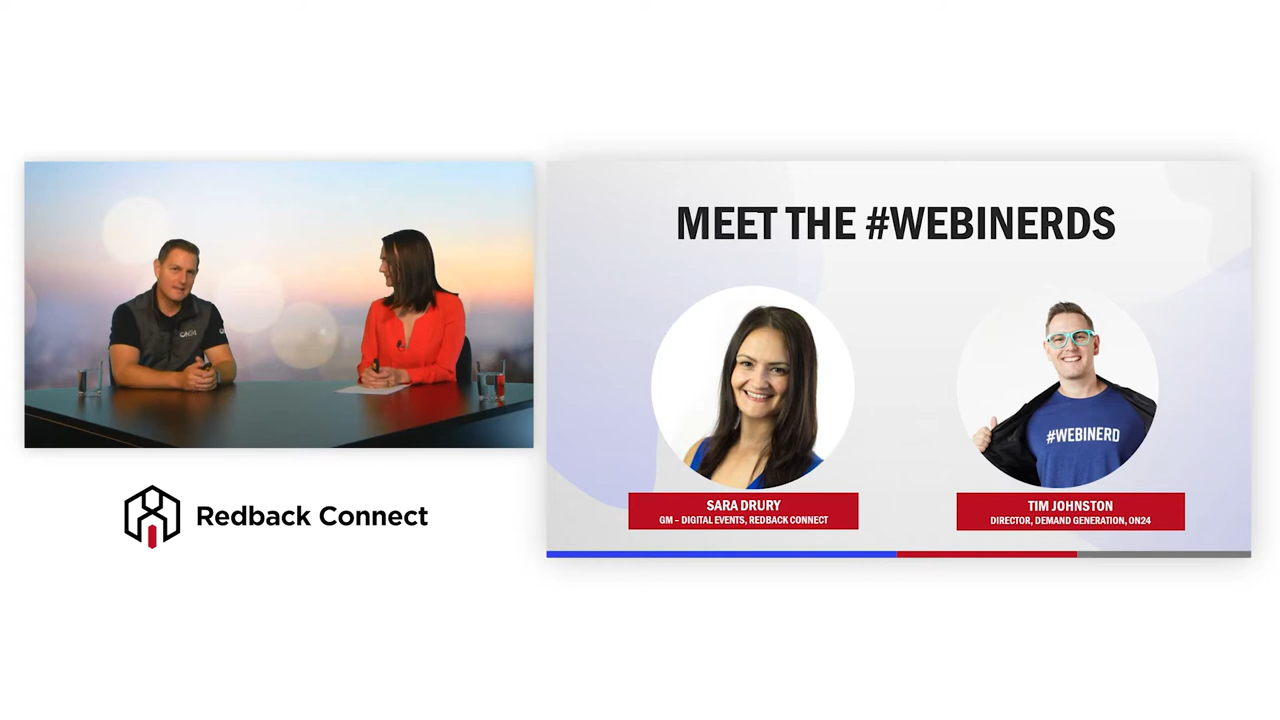 MEET THE #WEBINERDS
ON24
#WEBINERD
SARA DRURY
GM – DIGITAL EVENTS, REDBACK CONNECT
TIM JOHNSTON
DIRECTOR, DEMAND GENERATION, ON24
Redback Connect